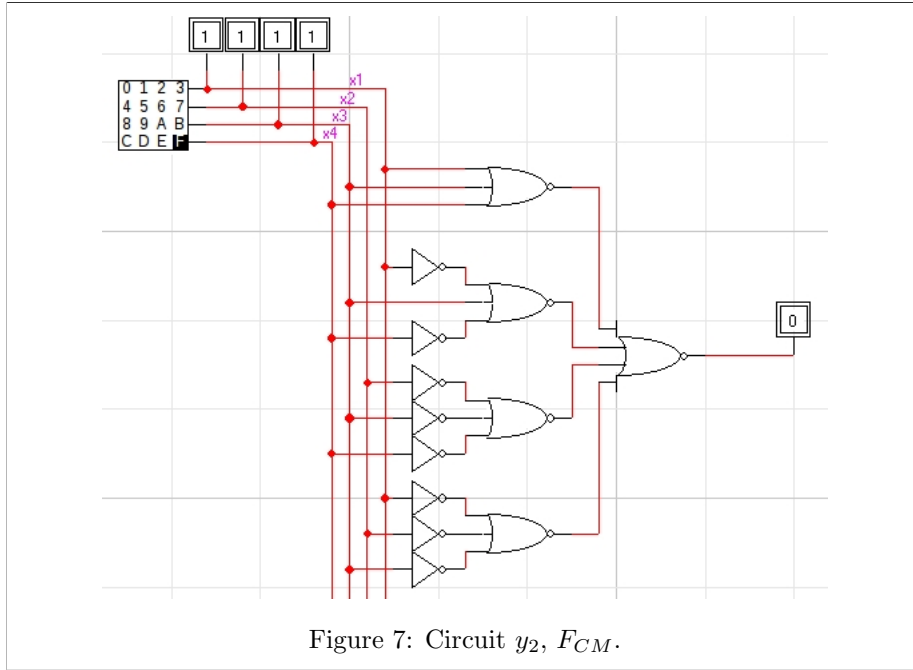 1 1 1 1
0 1 2 3
4 5 6 7
8 9 A B
C D E F
x1
x2
x3
x4
0
Figure 7: Circuit y₂, F_CM.